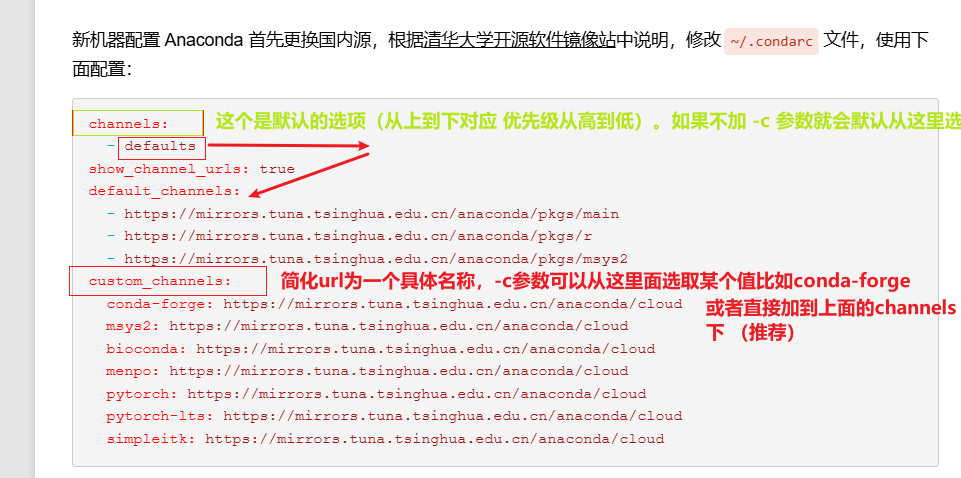 新机器配置 Anaconda 首先更换国内源，根据清华大学开源软件镜像站中说明，修改 ~/.condarc 文件，使用下
面配置：
channels: 这个是默认的选项（从上到下对应 优先级从高到低）。如果不加 -c 参数就会默认从这里选
- defaults
show_channel_urls: true
default_channels:
- https://mirrors.tuna.tsinghua.edu.cn/anaconda/pkgs/main
- https://mirrors.tuna.tsinghua.edu.cn/anaconda/pkgs/r
- https://mirrors.tuna.tsinghua.edu.cn/anaconda/pkgs/msys2
custom_channels: 简化url为一个具体名称，-c参数可以从这里面选取某个值比如conda-forge
conda-forge: https://mirrors.tuna.tsinghua.edu.cn/anaconda/cloud 或者直接加到上面的channels
msys2: https://mirrors.tuna.tsinghua.edu.cn/anaconda/cloud 下 （推荐）
bioconda: https://mirrors.tuna.tsinghua.edu.cn/anaconda/cloud
menpo: https://mirrors.tuna.tsinghua.edu.cn/anaconda/cloud
pytorch: https://mirrors.tuna.tsinghua.edu.cn/anaconda/cloud
pytorch-lts: https://mirrors.tuna.tsinghua.edu.cn/anaconda/cloud
simpleitk: https://mirrors.tuna.tsinghua.edu.cn/anaconda/cloud